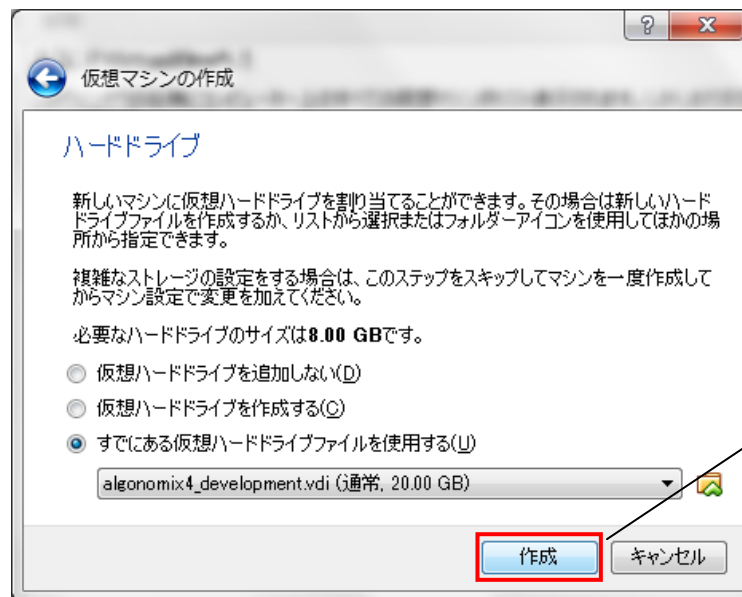 仮想マシンの作成
ハードドライブ
新しいマシンに仮想ハードドライブを割り当てることができます。その場合は新しいハード
ドライブファイルを作成するか、リストから選択またはフォルダーアイコンを使用してほかの場
所から指定できます。
複雑なストレージの設定をする場合は、このステップをスキップしてマシンを一度作成して
からマシン設定で変更を加えてください。
必要なハードドライブのサイズは8.00 GBです。
仮想ハードドライブを追加しない(D)
仮想ハードドライブを作成する(C)
すでにある仮想ハードドライブファイルを使用する(U)
algonomix4_development.vdi (通常, 20.00 GB)
作成 キャンセル